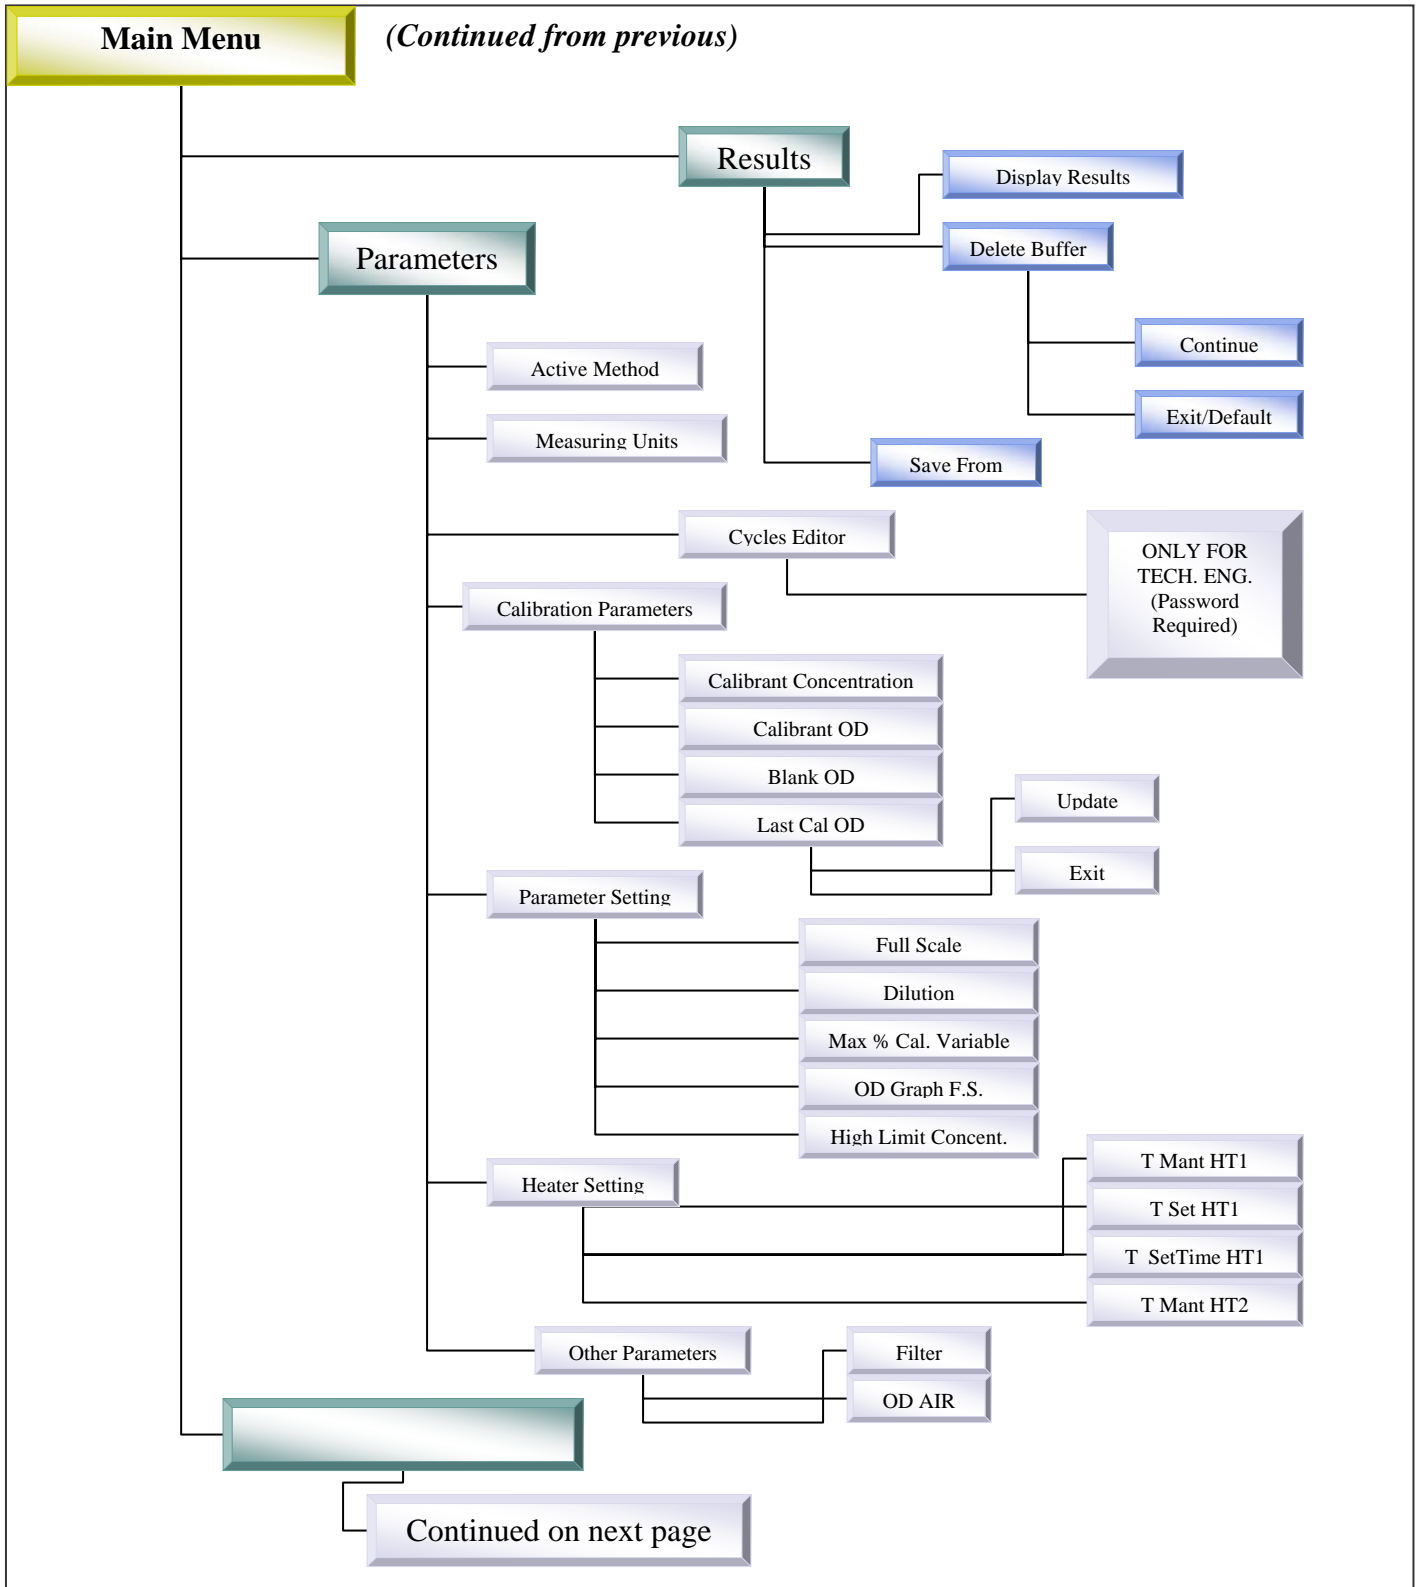 Main Menu
(Continued from previous)
Results
Display Results
Parameters
Delete Buffer
Continue
Active Method
Exit/Default
Measuring Units
Save From
Cycles Editor
ONLY FOR
TECH. ENG.
(Password
Required)
Calibration Parameters
Calibrant Concentration
Calibrant OD
Blank OD
Update
Last Cal OD
Exit
Parameter Setting
Full Scale
Dilution
Max % Cal. Variable
OD Graph F.S.
High Limit Concent.
T Mant HT1
Heater Setting
T Set HT1
T SetTime HT1
T Mant HT2
Other Parameters
Filter
OD AIR
Continued on next page